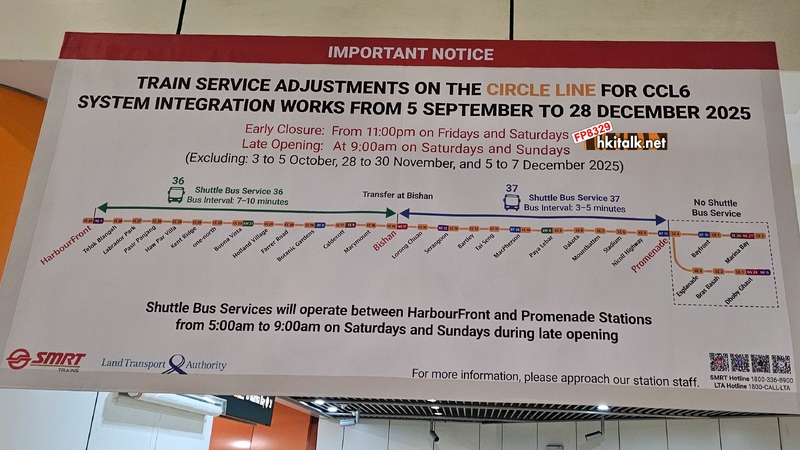 IMPORTANT NOTICE
TRAIN SERVICE ADJUSTMENTS ON THE CIRCLE LINE FOR CCL6
SYSTEM INTEGRATION WORKS FROM 5 SEPTEMBER TO 28 DECEMBER 2025
Early Closure: From 11:00pm on Fridays and Saturdays
Late Opening: At 9:00am on Saturdays and Sundays
(Excluding: 3 to 5 October, 28 to 30 November, and 5 to 7 December 2025)
FP8329
hkitalk.net
36
Shuttle Bus Service 36
Bus Interval: 7–10 minutes
Transfer at Bishan
37
Shuttle Bus Service 37
Bus Interval: 3–5 minutes
No Shuttle
Bus Service
HarbourFront
Telok Blangah
Labrador Park
Pasir Panjang
Haw Par Villa
Kent Ridge
one-north
Buona Vista
Holland Village
Farrer Road
Botanic Gardens
Caldecott
Marymount
Bishan
Lorong Chuan
Serangoon
Bartley
Tai Seng
MacPherson
Paya Lebar
Dakota
Mountbatten
Stadium
Nicoll Highway
Promenade
Bayfront
Marina Bay
Esplanade
Bras Basah
Dhoby Ghaut
Shuttle Bus Services will operate between HarbourFront and Promenade Stations
from 5:00am to 9:00am on Saturdays and Sundays during late opening
SMRT
TRAINS
Land Transport Authority
For more information, please approach our station staff.
SMRT Hotline 1800-336-8900
LTA Hotline 1800-CALL-LTA